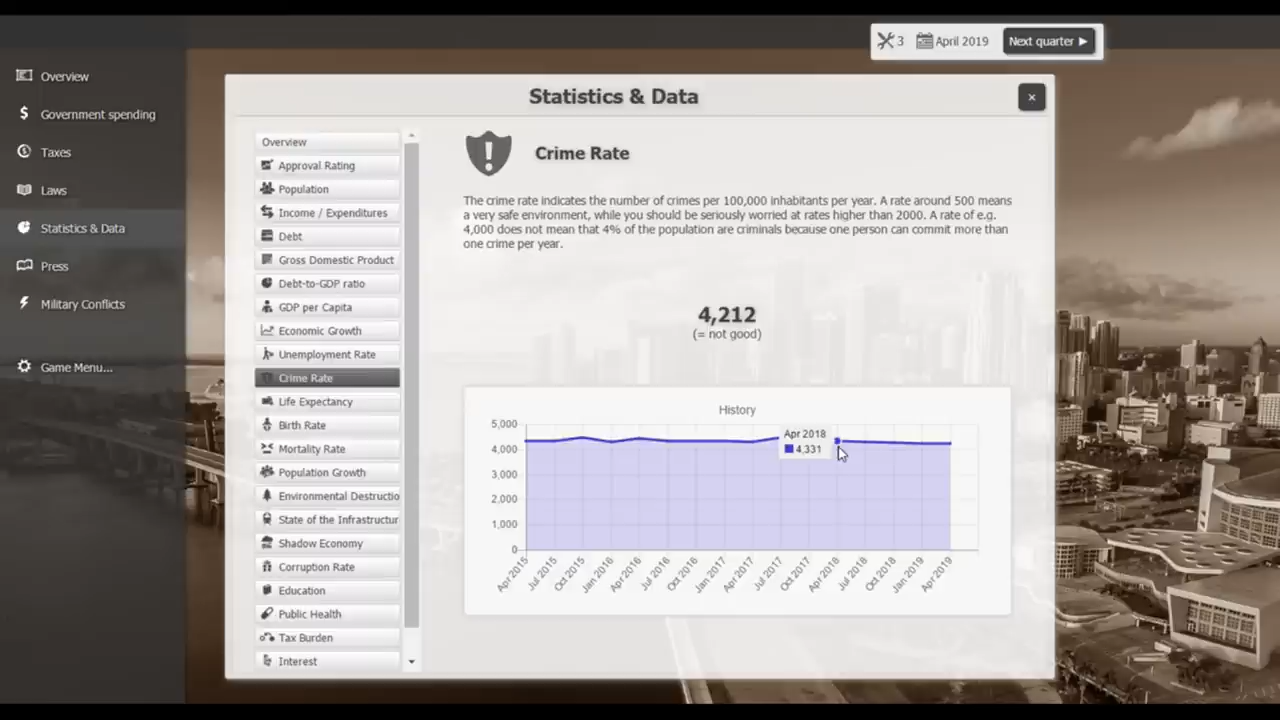 3
April 2019
Next quarter ►
Overview
Government spending
Taxes
Laws
Statistics & Data
Press
Military Conflicts
Game Menu...
Statistics & Data
×
Overview
Approval Rating
Population
Income / Expenditures
Debt
Gross Domestic Product
Debt-to-GDP ratio
GDP per Capita
Economic Growth
Unemployment Rate
Crime Rate
Life Expectancy
Birth Rate
Mortality Rate
Population Growth
Environmental Destructio
State of the Infrastructur
Shadow Economy
Corruption Rate
Education
Public Health
Tax Burden
Interest
Crime Rate
The crime rate indicates the number of crimes per 100,000 inhabitants per year. A rate around 500 means
a very safe environment, while you should be seriously worried at rates higher than 2000. A rate of e.g.
4,000 does not mean that 4% of the population are criminals because one person can commit more than
one crime per year.
4,212
(= not good)
History
5,000
4,000
3,000
2,000
1,000
0
Apr 2018
4,331
Apr 2015
Jul 2015
Oct 2015
Jan 2016
Apr 2016
Jul 2016
Oct 2016
Jan 2017
Apr 2017
Jul 2017
Oct 2017
Apr 2018
Jul 2018
Oct 2018
Jan 2019
Apr 2019